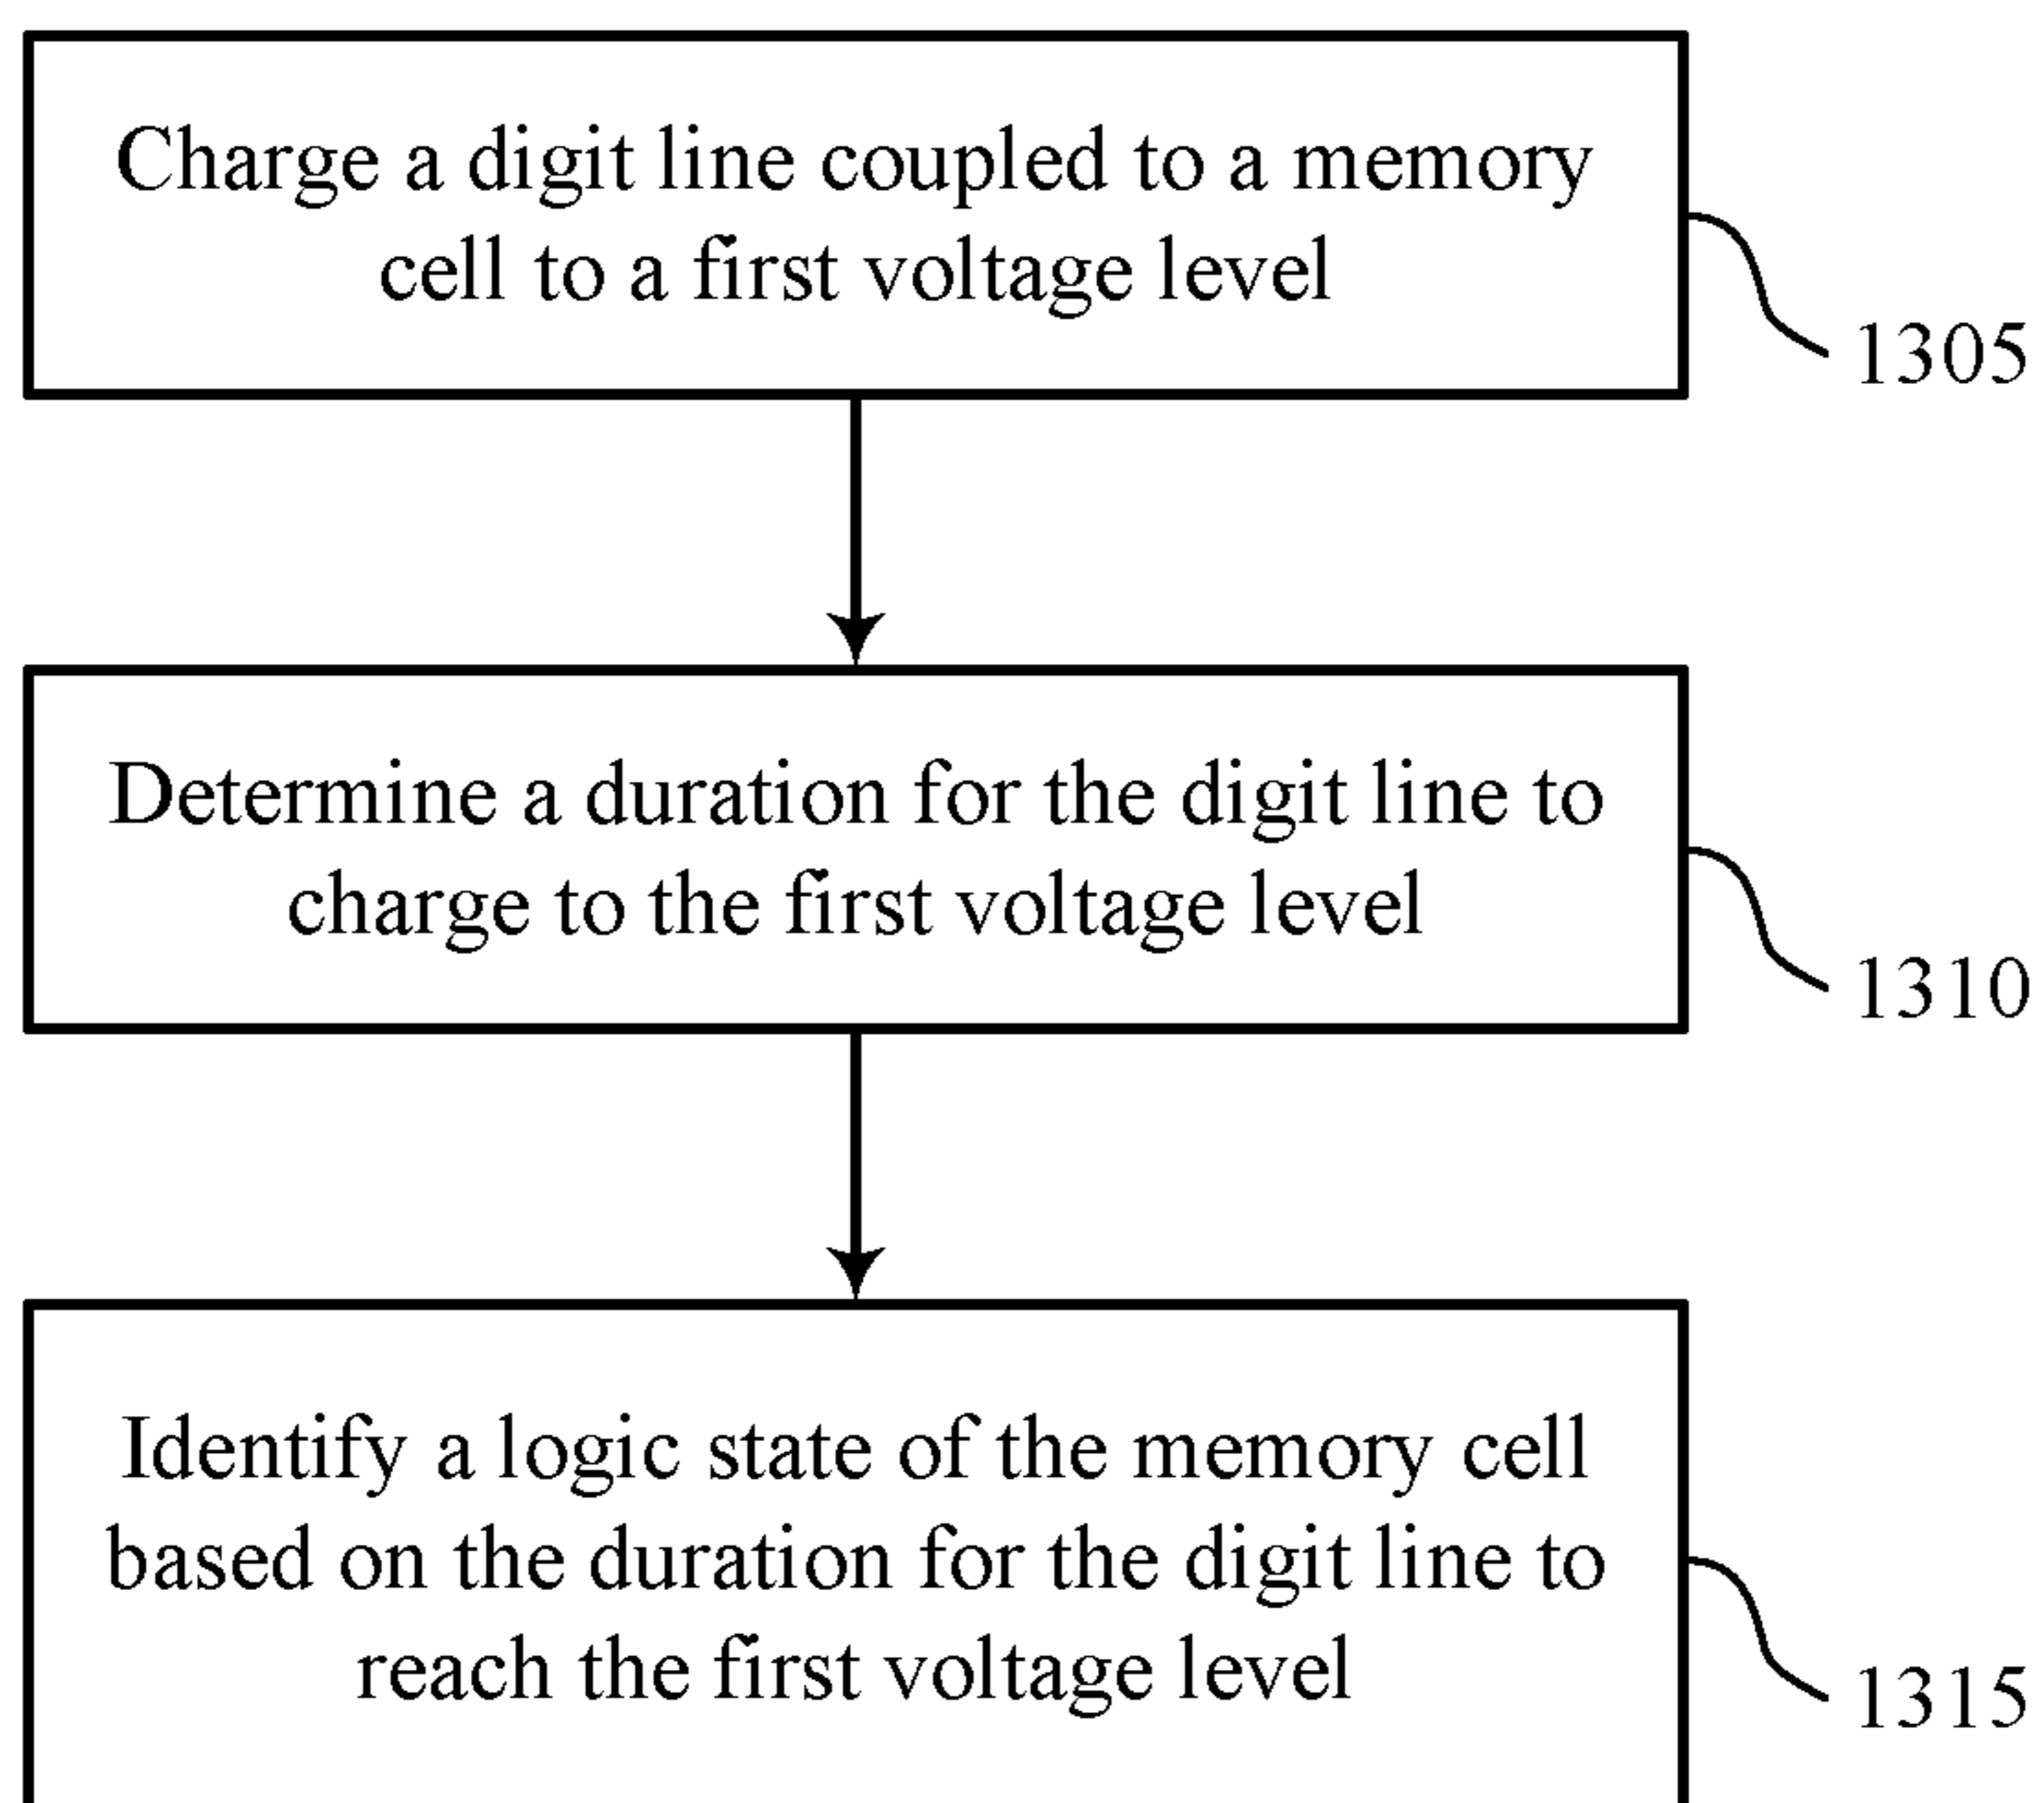 Charge a digit line coupled to a memory
cell to a first voltage level
1305
Determine a duration for the digit line to
charge to the first voltage level
1310
Identify a logic state of the memory cell
based on the duration for the digit line to
reach the first voltage level
1315